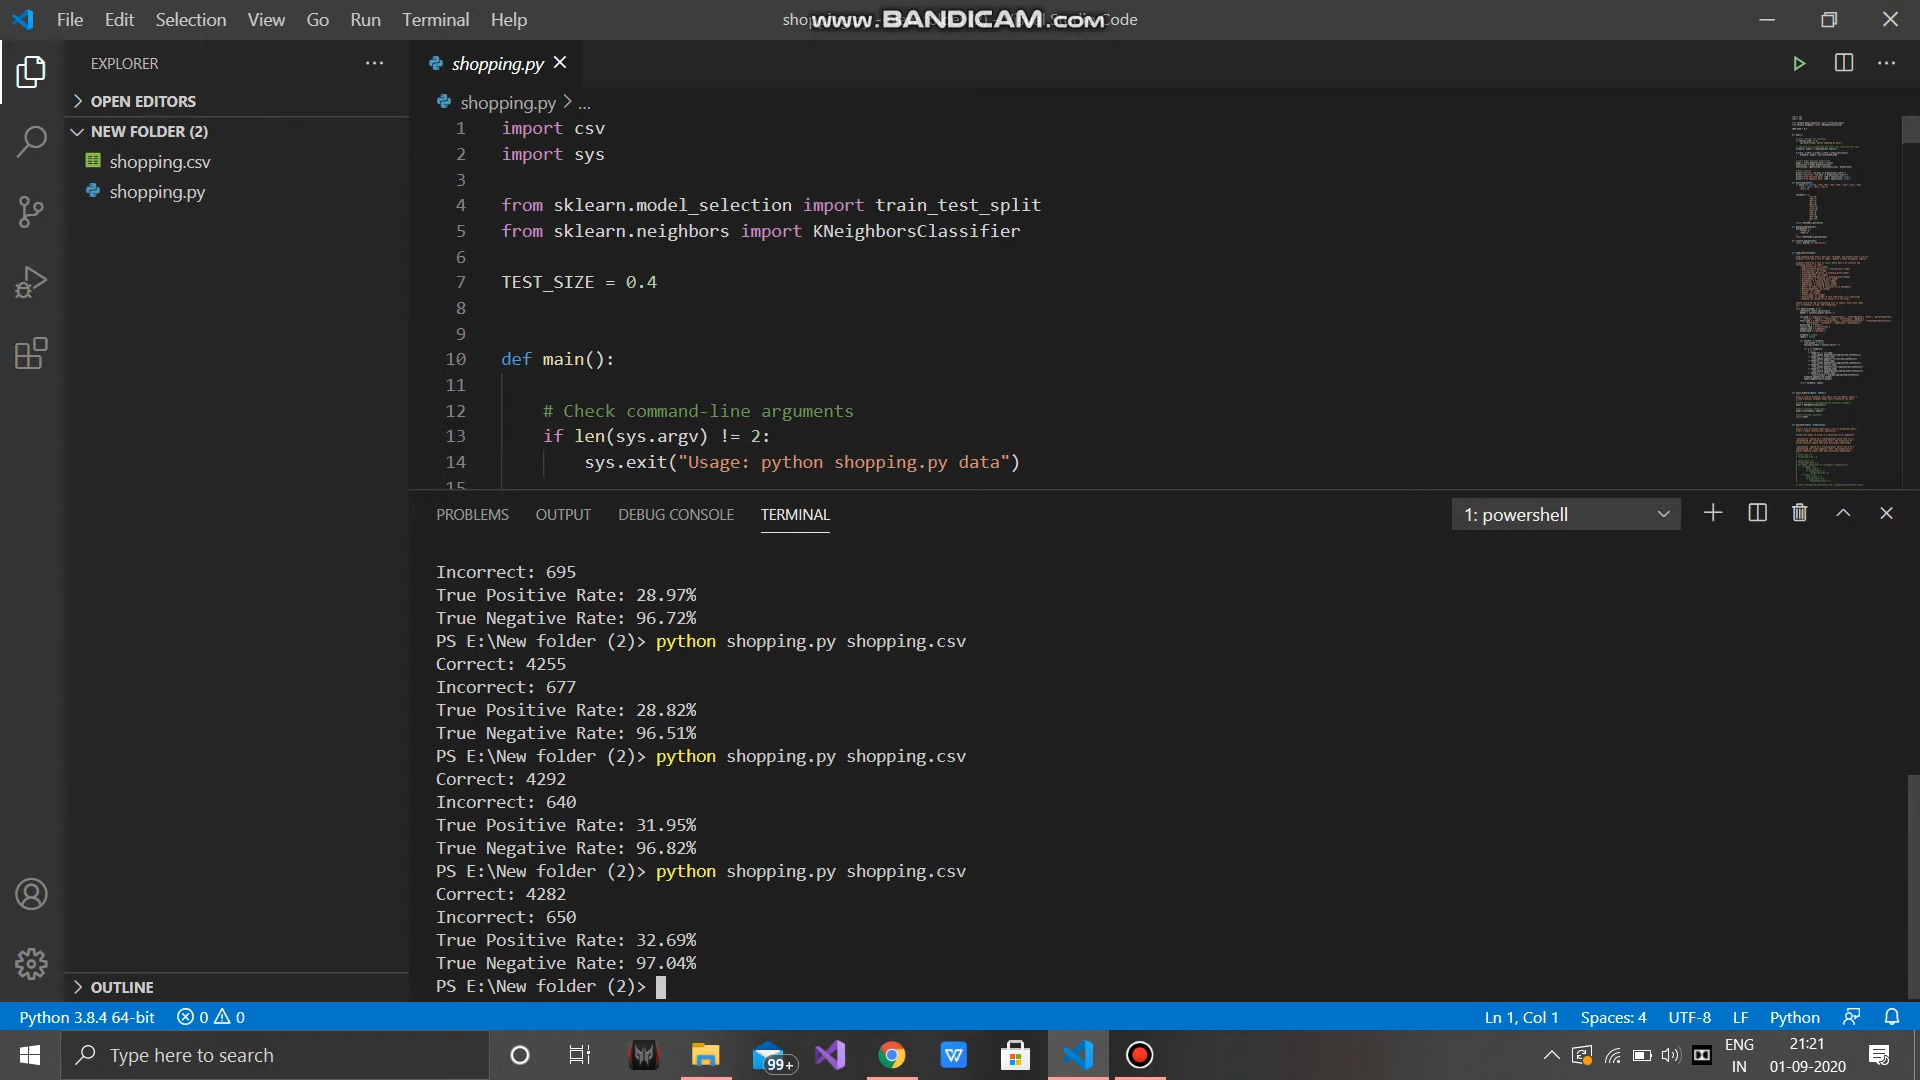 File Edit Selection View Go Run Terminal Help
www.BANDICAM.com
Code
EXPLORER
OPEN EDITORS
NEW FOLDER (2)
shopping.csv
shopping.py
OUTLINE
shopping.py
shopping.py > ...
1 import csv
2 import sys
3
4 from sklearn.model_selection import train_test_split
5 from sklearn.neighbors import KNeighborsClassifier
6
7 TEST_SIZE = 0.4
8
9
10 def main():
11
12 # Check command-line arguments
13 if len(sys.argv) != 2:
14 sys.exit("Usage: python shopping.py data")
15
PROBLEMS OUTPUT DEBUG CONSOLE TERMINAL
1: powershell
Incorrect: 695
True Positive Rate: 28.97%
True Negative Rate: 96.72%
PS E:\New folder (2)> python shopping.py shopping.csv
Correct: 4255
Incorrect: 677
True Positive Rate: 28.82%
True Negative Rate: 96.51%
PS E:\New folder (2)> python shopping.py shopping.csv
Correct: 4292
Incorrect: 640
True Positive Rate: 31.95%
True Negative Rate: 96.82%
PS E:\New folder (2)> python shopping.py shopping.csv
Correct: 4282
Incorrect: 650
True Positive Rate: 32.69%
True Negative Rate: 97.04%
PS E:\New folder (2)>
Python 3.8.4 64-bit 0 0
Ln 1, Col 1 Spaces: 4 UTF-8 LF Python
Type here to search
99+
ENG
IN
21:21
01-09-2020